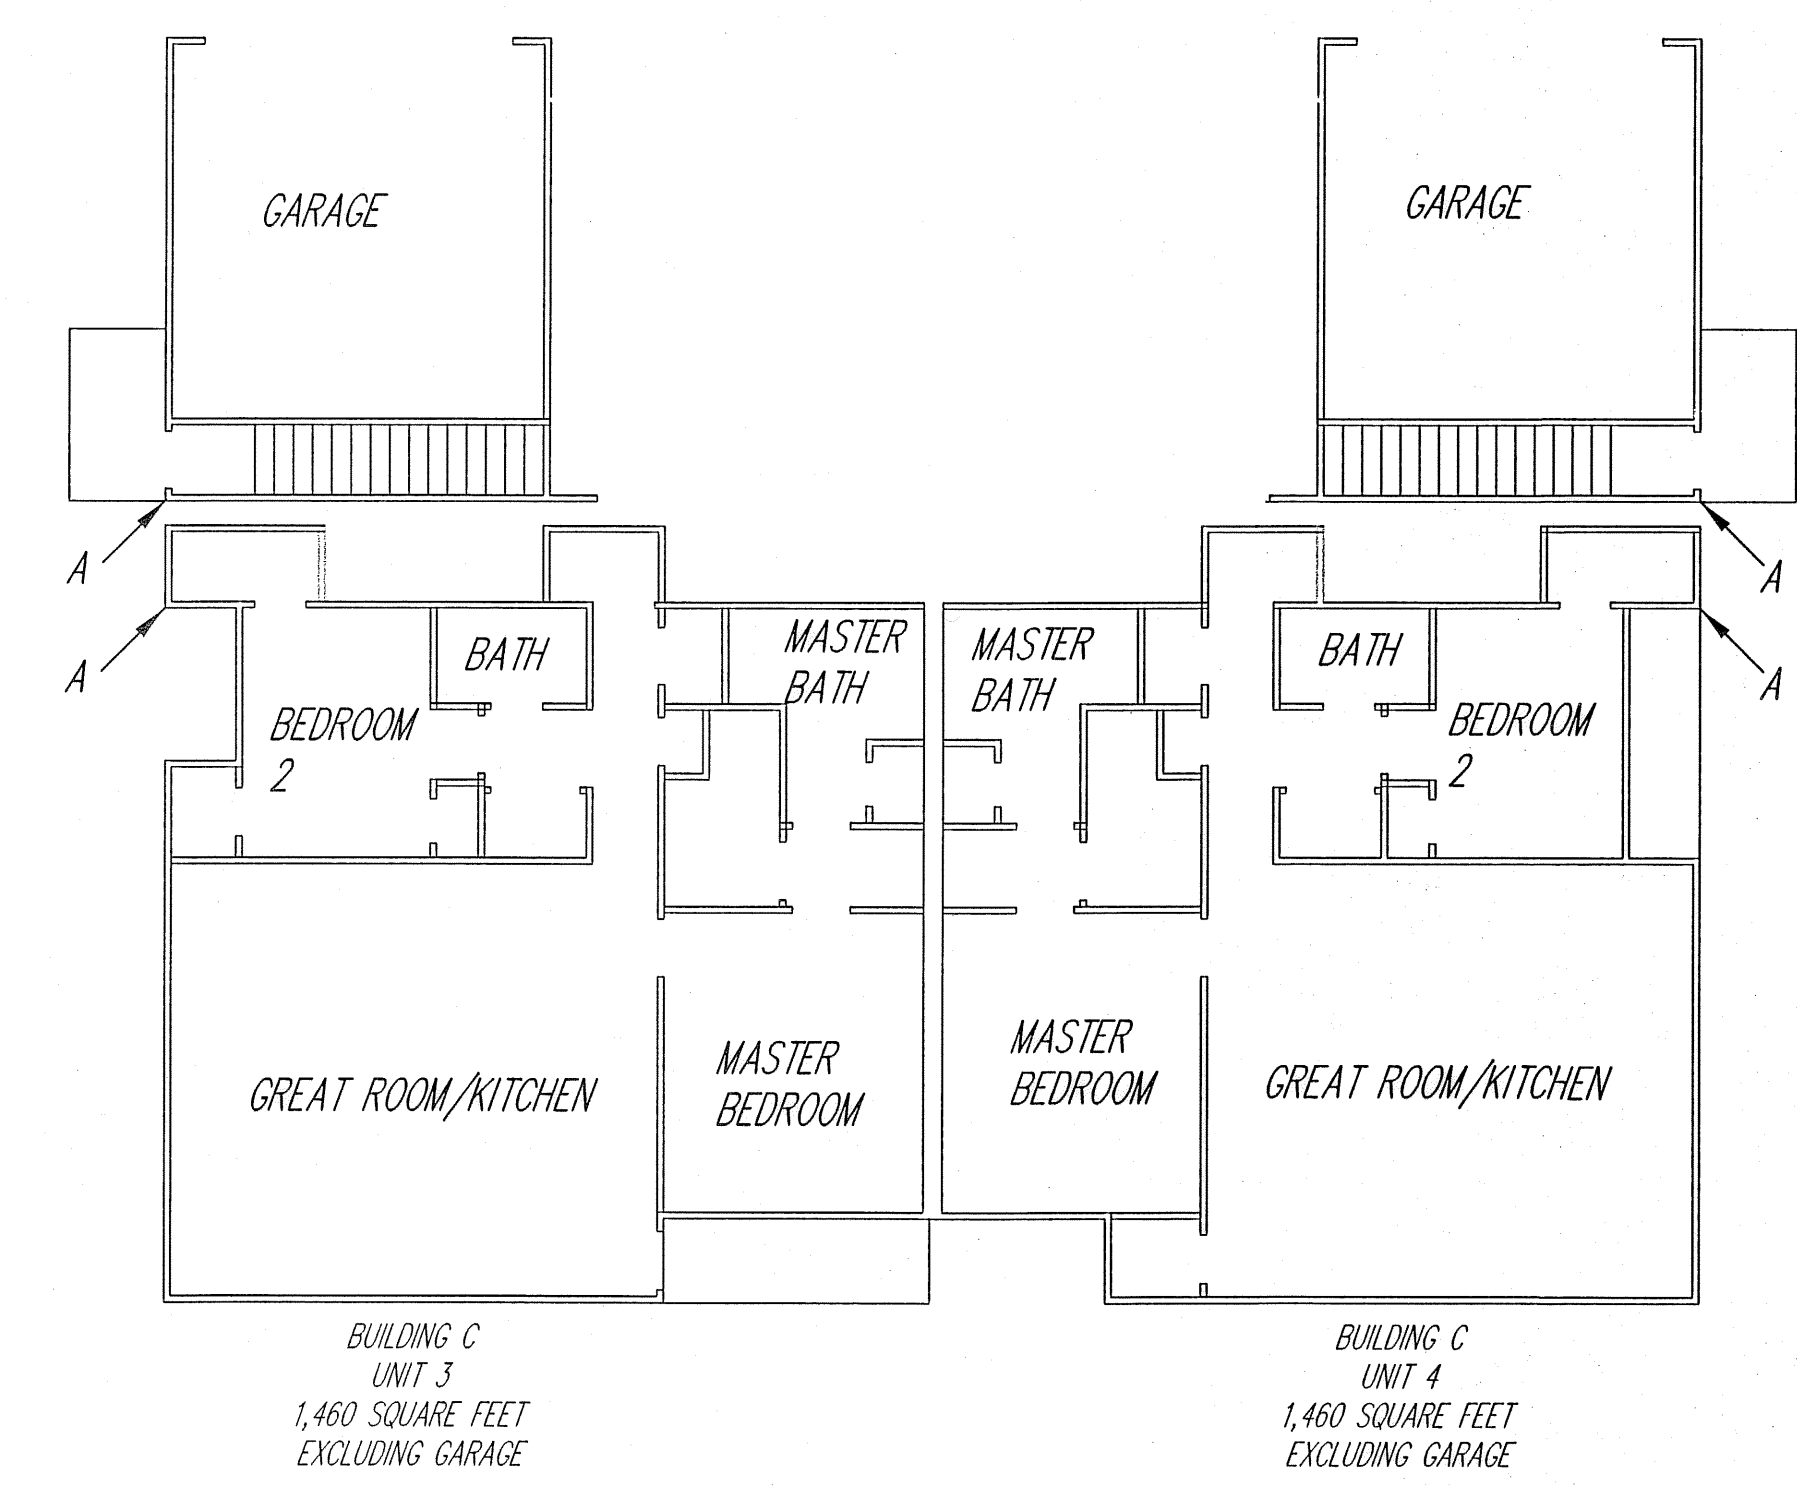 GARAGE
GARAGE
A
A
A
A
BATH
MASTER
BATH
MASTER
BATH
BATH
BEDROOM
2
BEDROOM
2
GREAT ROOM/KITCHEN
MASTER
BEDROOM
MASTER
BEDROOM
GREAT ROOM/KITCHEN
BUILDING C
UNIT 3
1,460 SQUARE FEET
EXCLUDING GARAGE
BUILDING C
UNIT 4
1,460 SQUARE FEET
EXCLUDING GARAGE